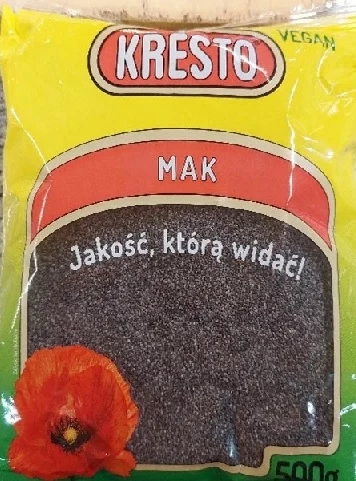 KRESTO
VEGAN
MAK
Jakość, którą widać!
500g